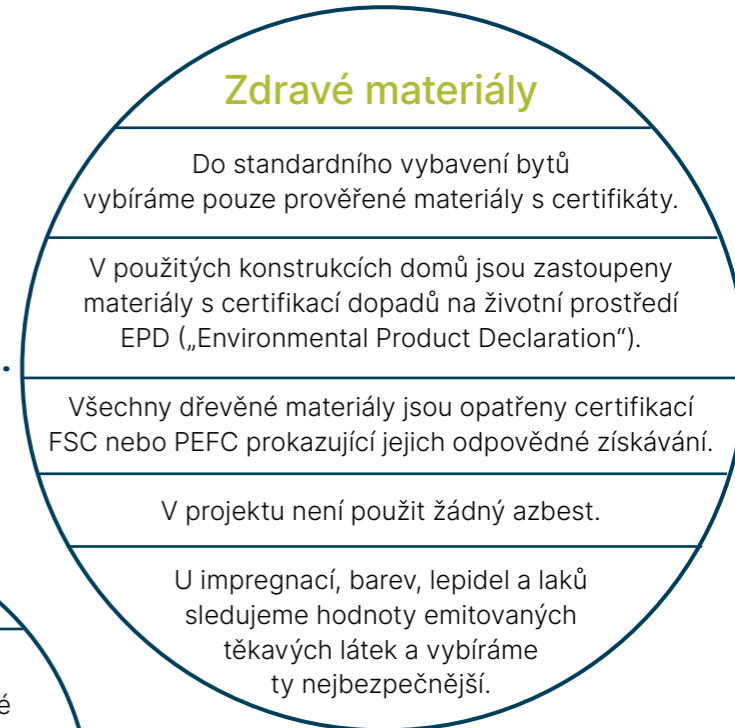 Zdravé materiály
Do standardního vybavení bytů
vybíráme pouze prověřené materiály s certifikáty.
V použitých konstrukcích domů jsou zastoupeny
materiály s certifikací dopadů na životní prostředí
EPD („Environmental Product Declaration“).
Všechny dřevěné materiály jsou opatřeny certifikací
FSC nebo PEFC prokazující jejich odpovědné získávání.
V projektu není použit žádný azbest.
U impregnací, barev, lepidel a laků
sledujeme hodnoty emitovaných
těkavých látek a vybíráme
ty nejbezpečnější.